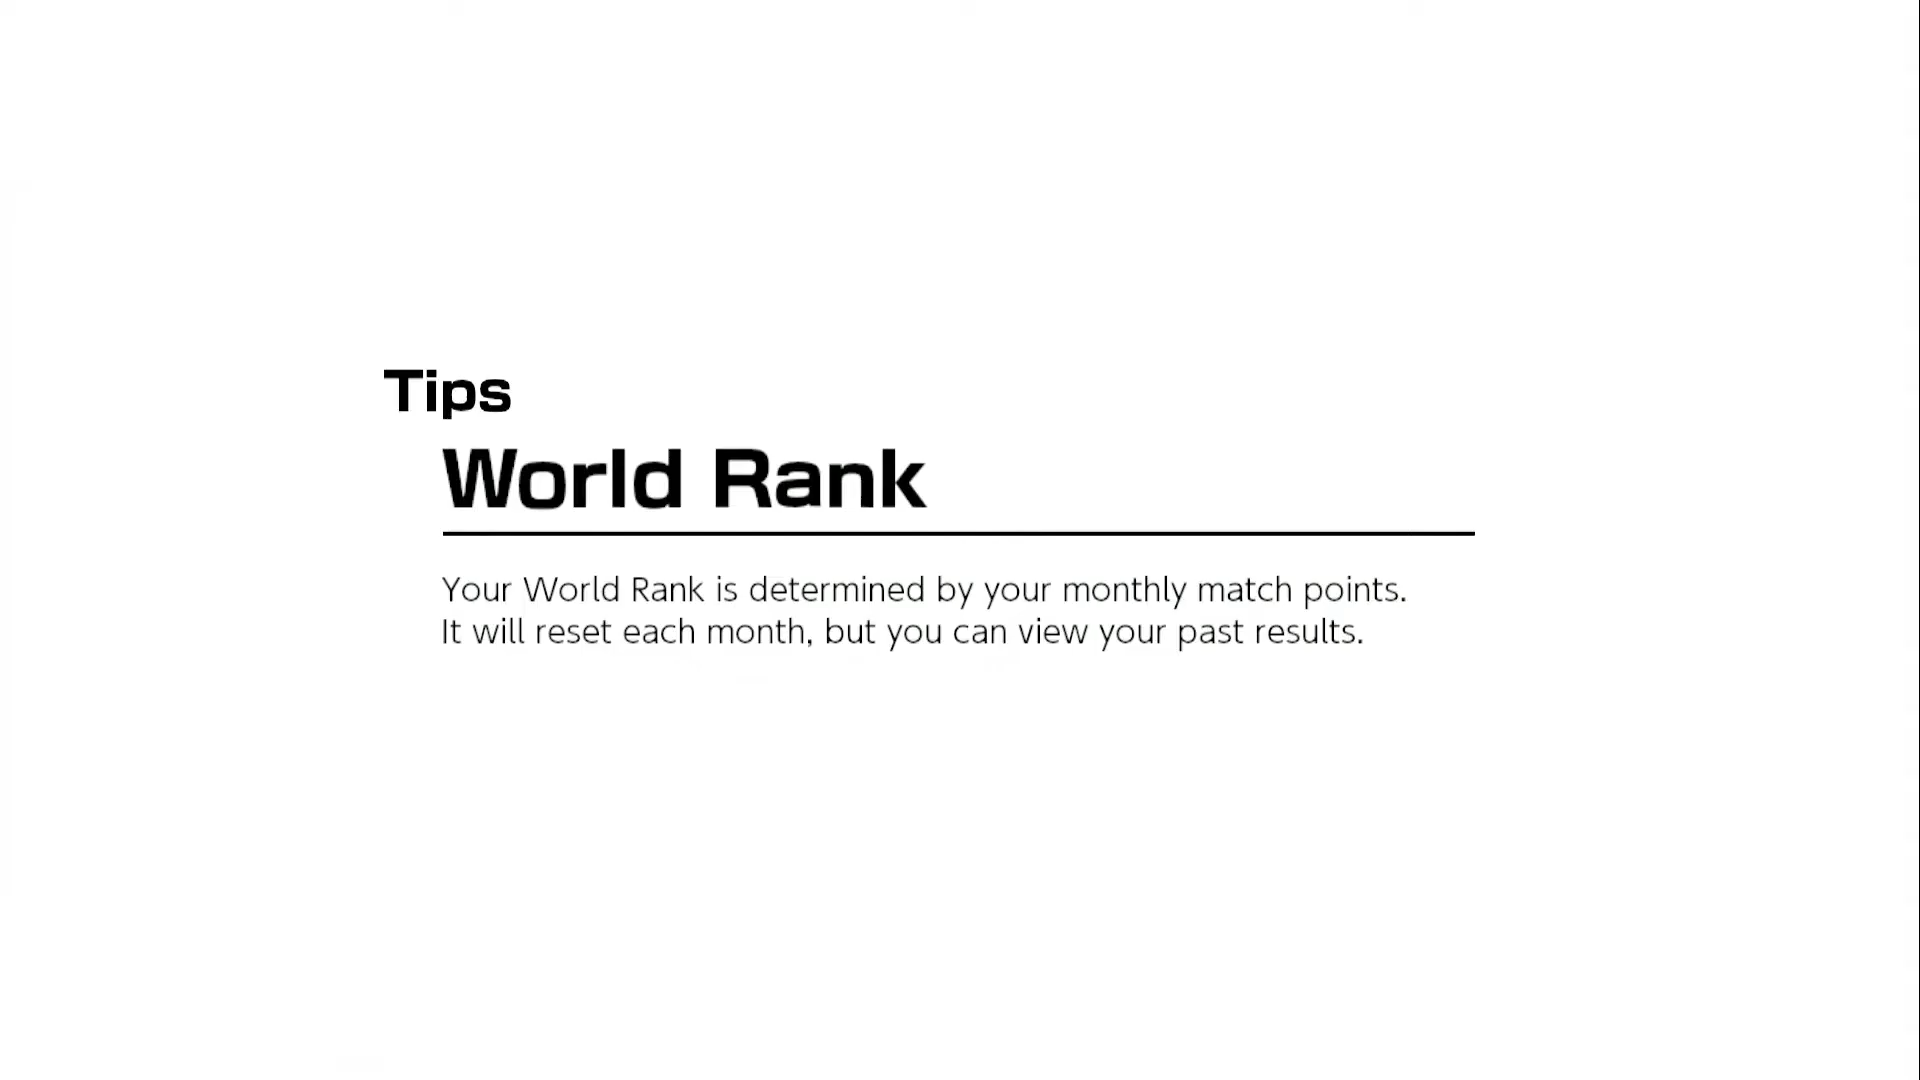 Tips
World Rank
Your World Rank is determined by your monthly match points.
It will reset each month, but you can view your past results.